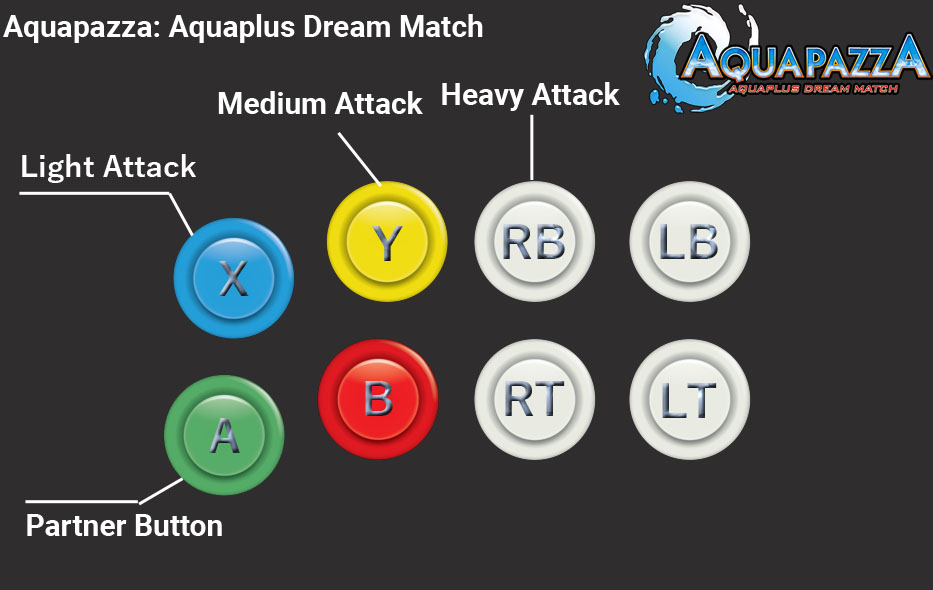 Aquapazza: Aquaplus Dream Match
AQUAPAZZA
AQUAPLUS DREAM MATCH
Medium Attack
Heavy Attack
Light Attack
X
Y
RB
LB
A
B
RT
LT
Partner Button